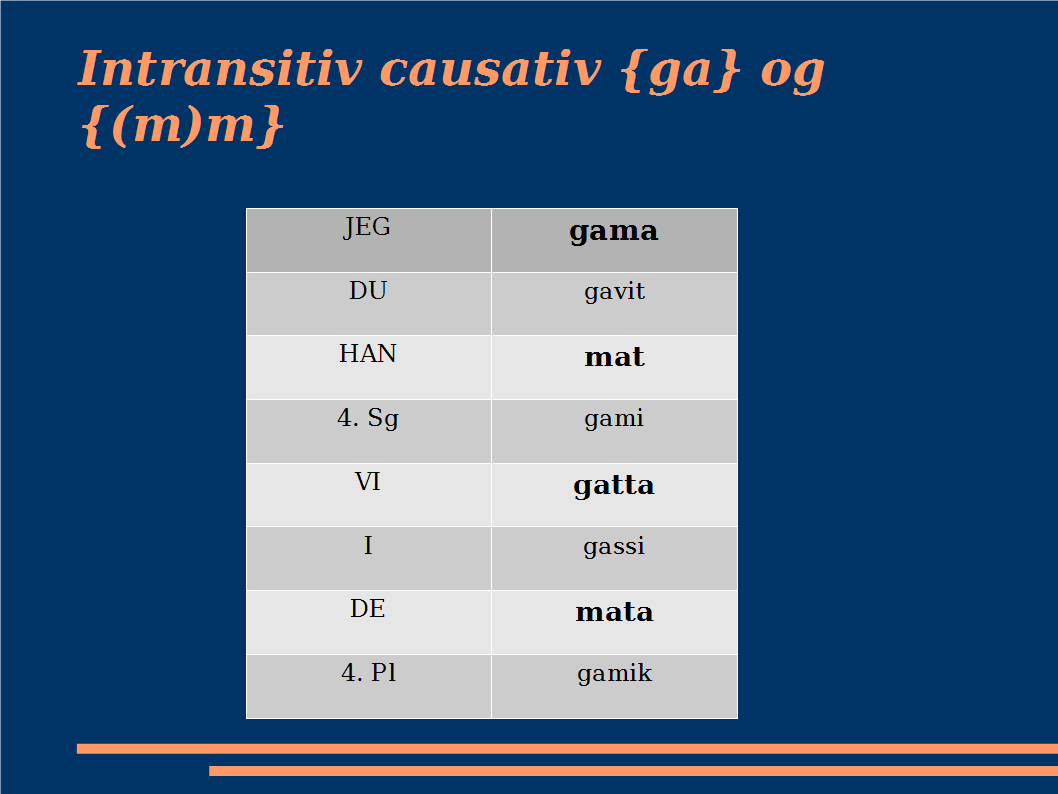 Intransitiv causativ {ga} og
{(m)m}
JEG gama
DU gavit
HAN mat
4. Sg gami
VI gatta
I gassi
DE mata
4. Pl gamik